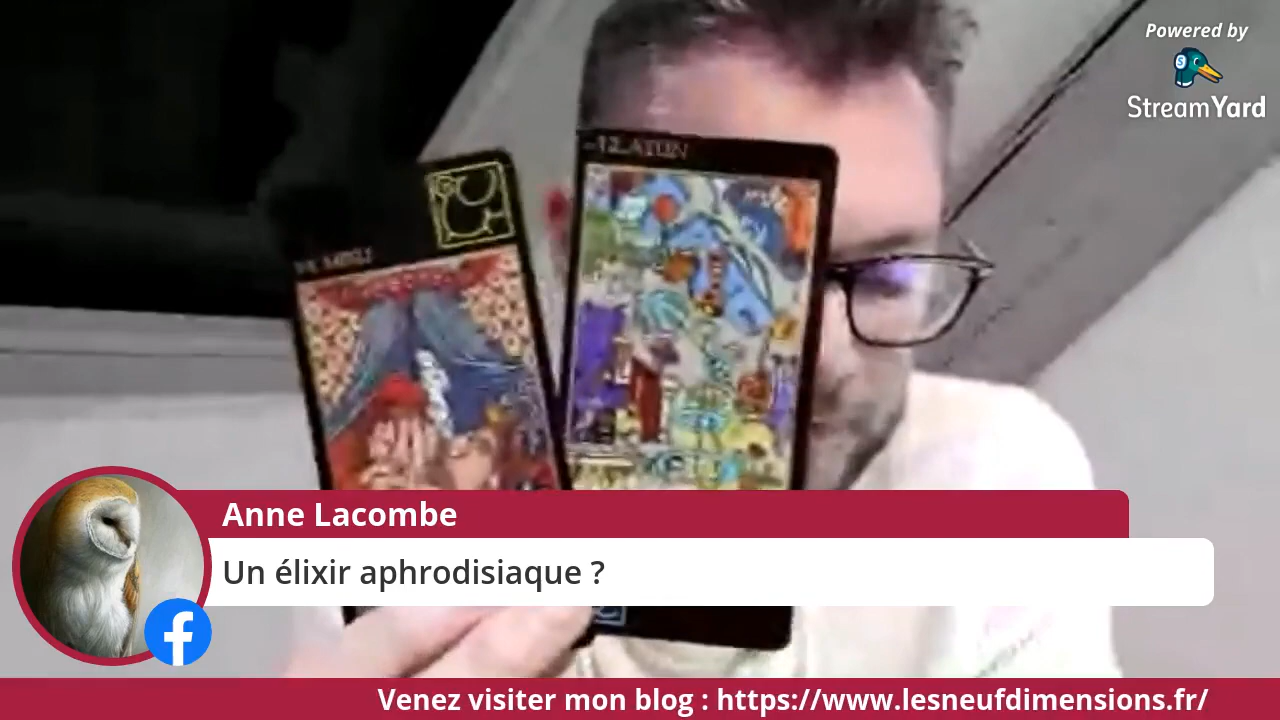 Powered by
StreamYard
Anne Lacombe
Un élixir aphrodisiaque ?
Venez visiter mon blog : https://www.lesneufdimensions.fr/